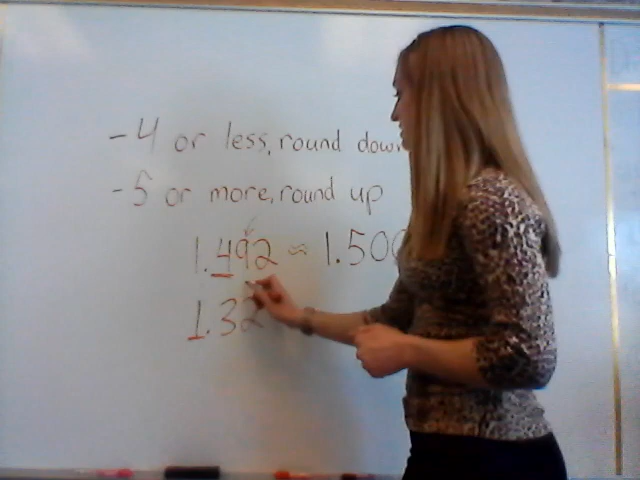 -4 or less, round down
-5 or more, round up
1.492 ≈ 1.500
1.32